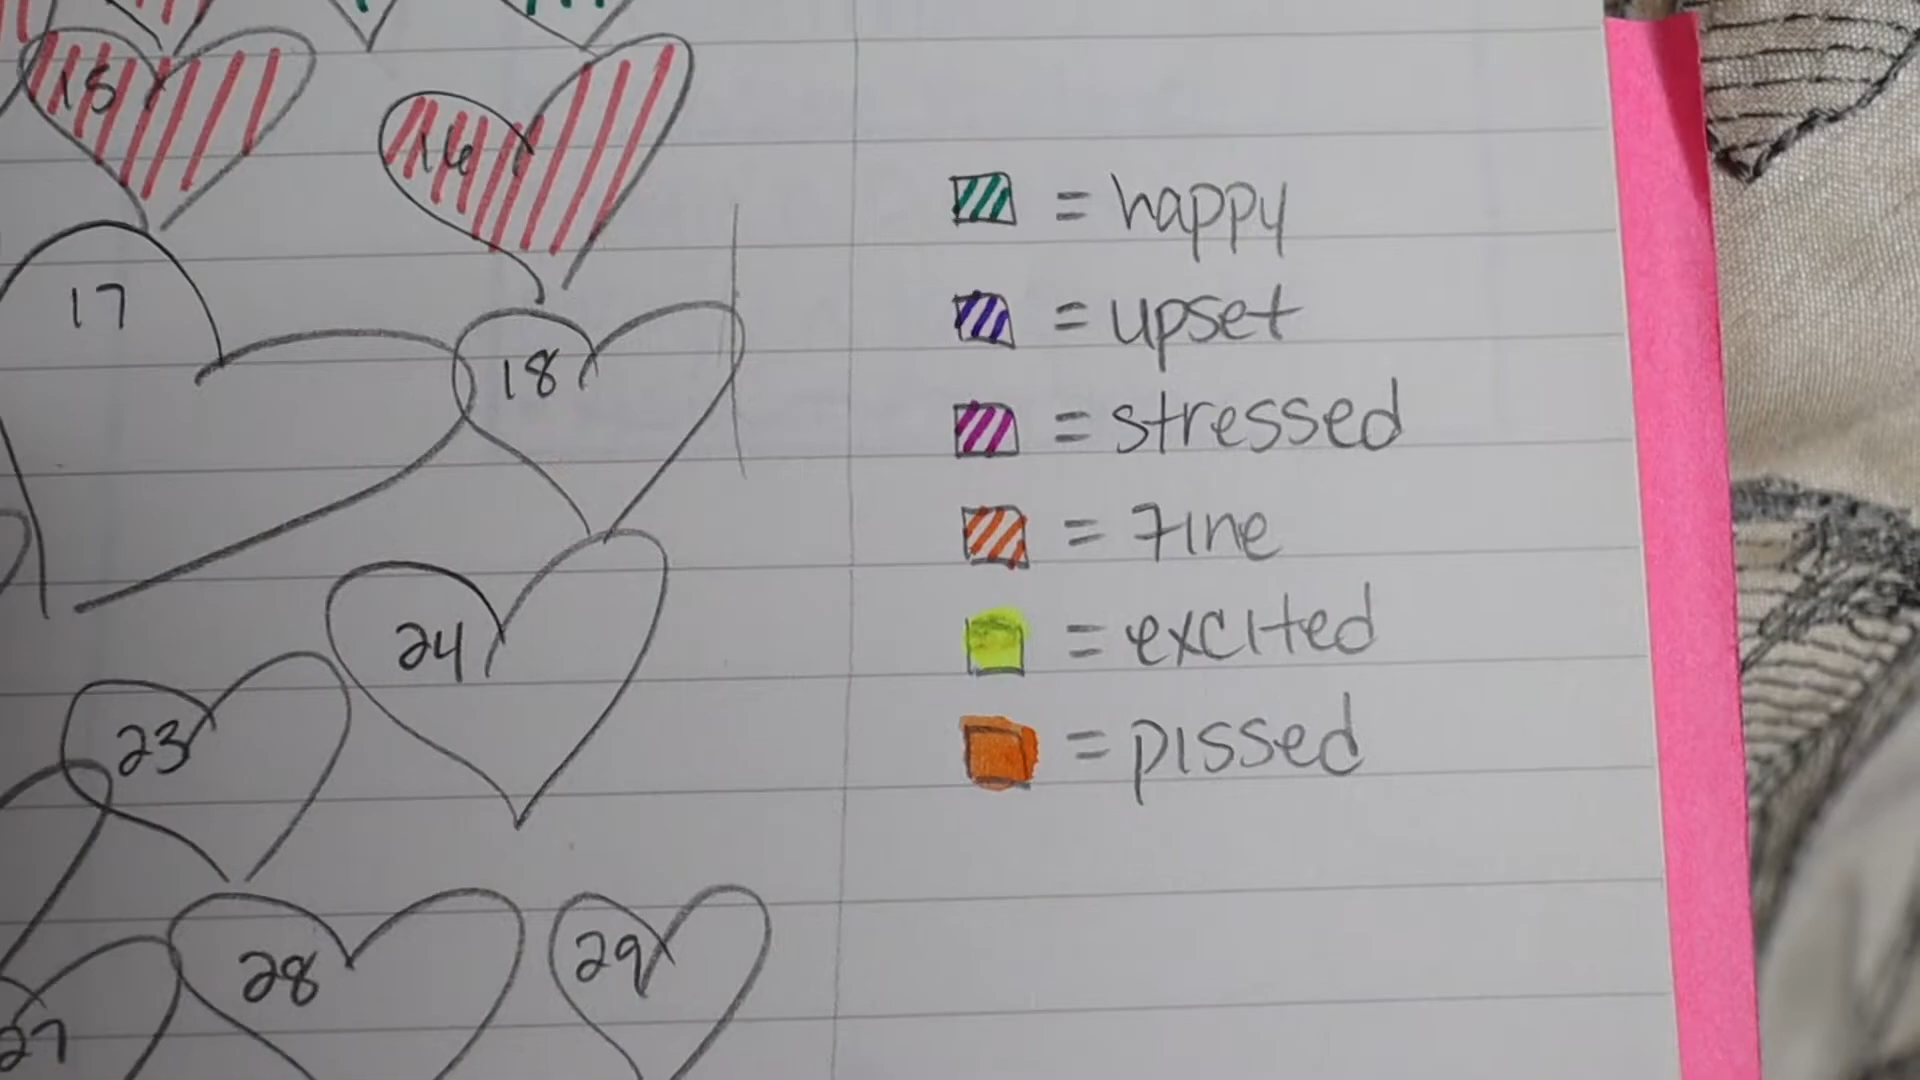 15
16
17
18
24
23
28
29
27
= happy
= upset
= stressed
= fine
= excited
= pissed